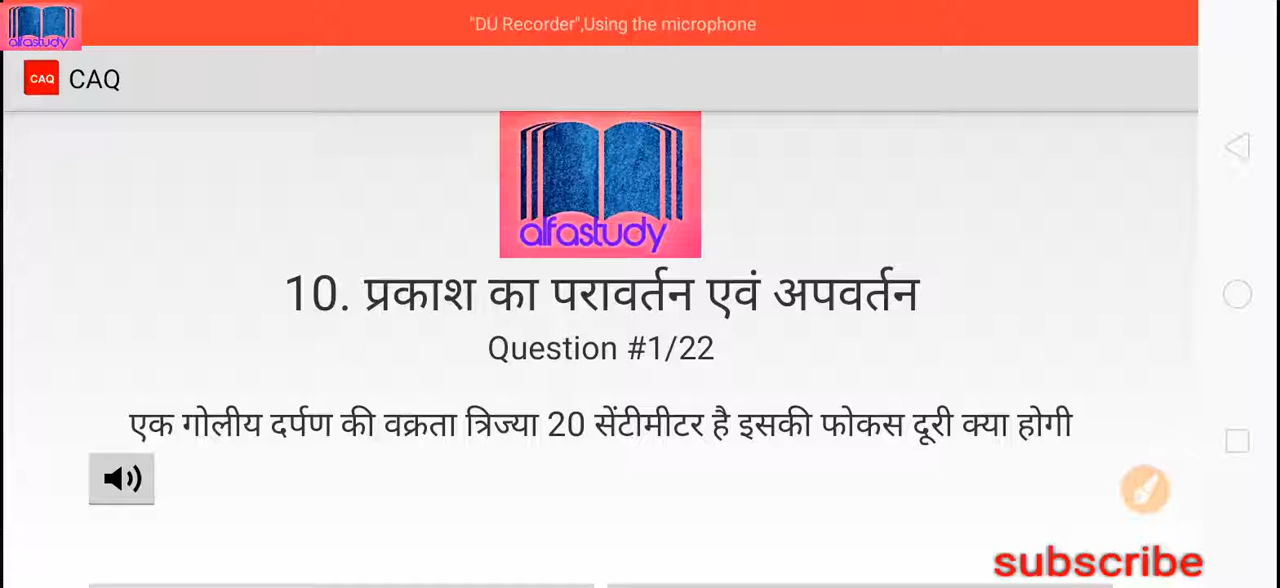 "DU Recorder",Using the microphone
alfastudy
CAQ CAQ
alfastudy
10. प्रकाश का परावर्तन एवं अपवर्तन
Question #1/22
एक गोलीय दर्पण की वक्रता त्रिज्या 20 सेंटीमीटर है इसकी फोकस दूरी क्या होगी
subscribe